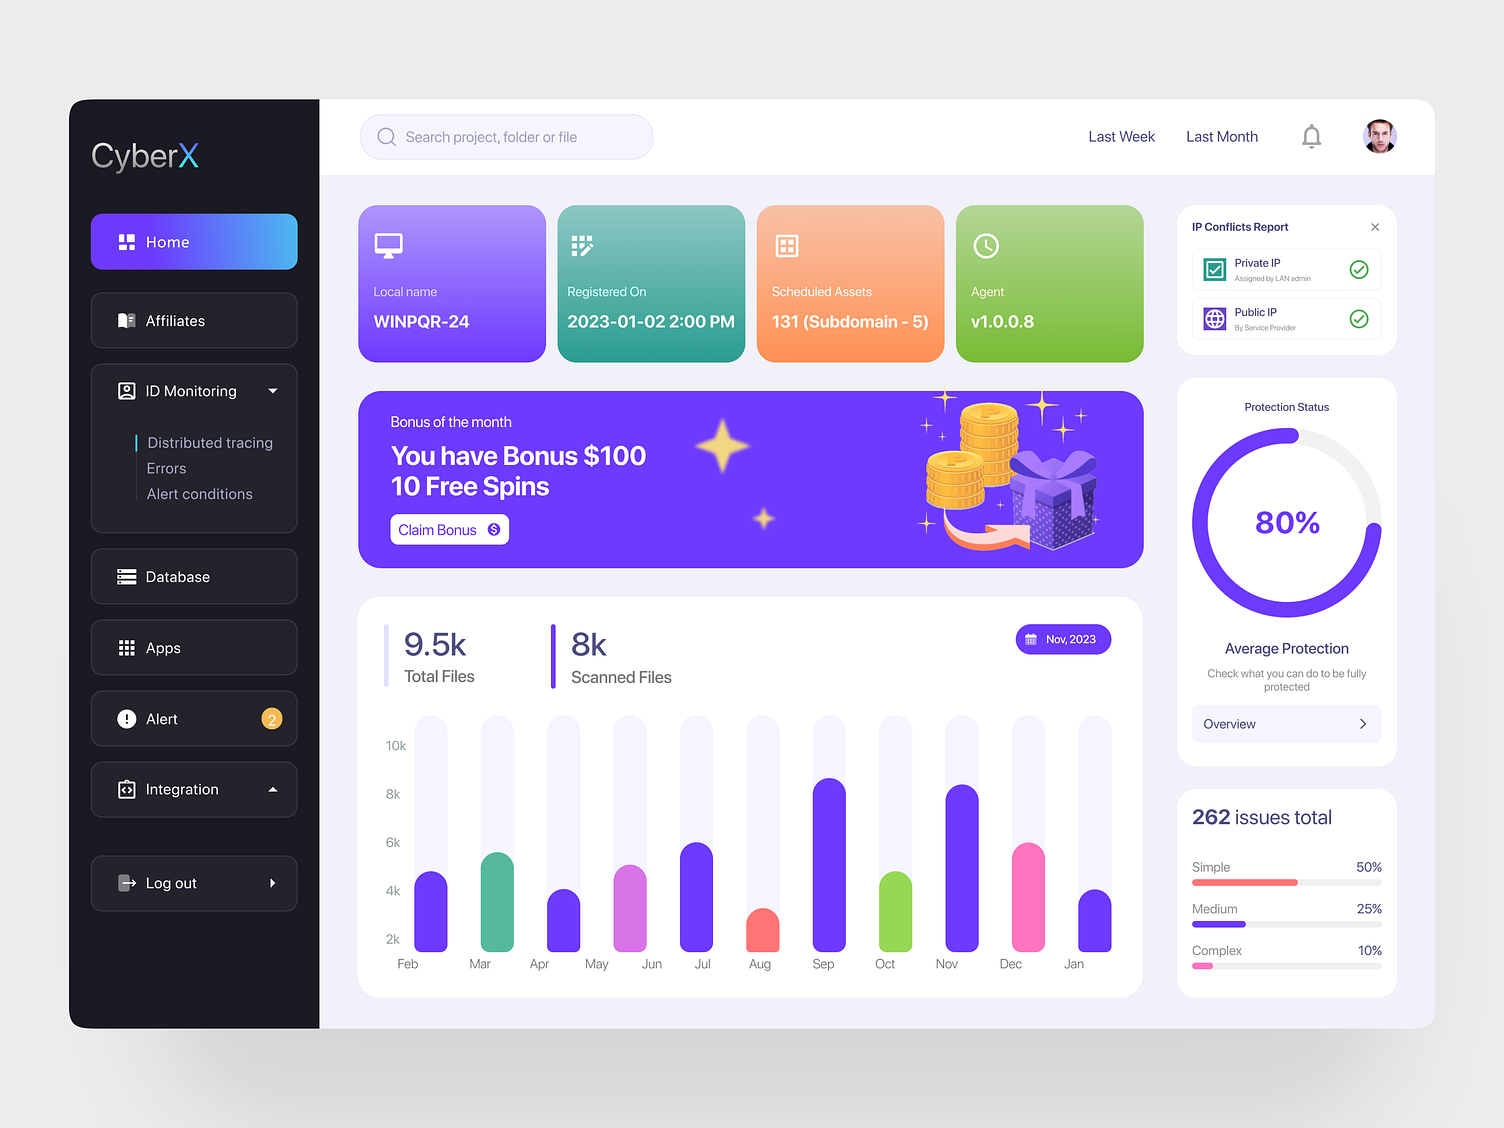 CyberX
Home
Affiliates
ID Monitoring
Distributed tracing
Errors
Alert conditions
Database
Apps
Alert
2
Integration
Log out
Search project, folder or file
Last Week
Last Month
Local name
WINPQR-24
Registered On
2023-01-02 2:00 PM
Scheduled Assets
131 (Subdomain - 5)
Agent
v1.0.0.8
Bonus of the month
You have Bonus $100
10 Free Spins
Claim Bonus $
P
P
9.5k
Total Files
8k
Scanned Files
Nov, 2023
10k
8k
6k
4k
2k
Feb Mar Apr May Jun Jul Aug Sep Oct Nov Dec Jan
IP Conflicts Report
Private IP
Assigned by LAN admin
Public IP
By Service Provider
Protection Status
80%
Average Protection
Check what you can do to be fully
protected
Overview
262 issues total
Simple 50%
Medium 25%
Complex 10%